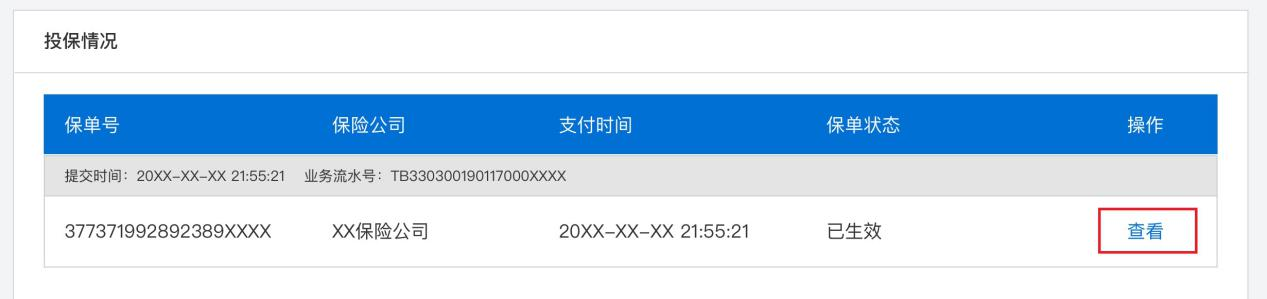 投保情况
保单号 保险公司 支付时间 保单状态 操作
提交时间：20XX-XX-XX 21:55:21 业务流水号：TB330300190117000XXXX
377371992892389XXXX XX保险公司 20XX-XX-XX 21:55:21 已生效 查看